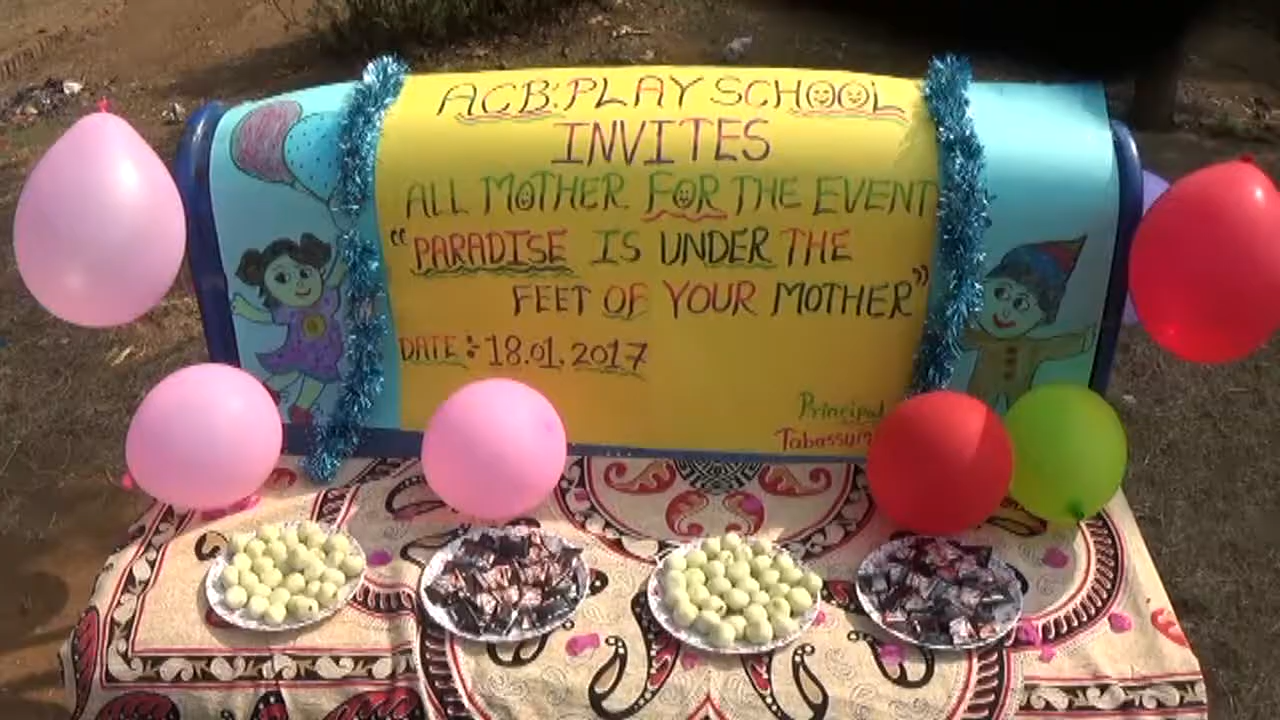 ACB:PLAY SCHOOL
INVITES
ALL MOTHER FOR THE EVENT
"PARADISE IS UNDER THE
FEET OF YOUR MOTHER"
DATE :- 18.01.2017
Principal
Tabassum